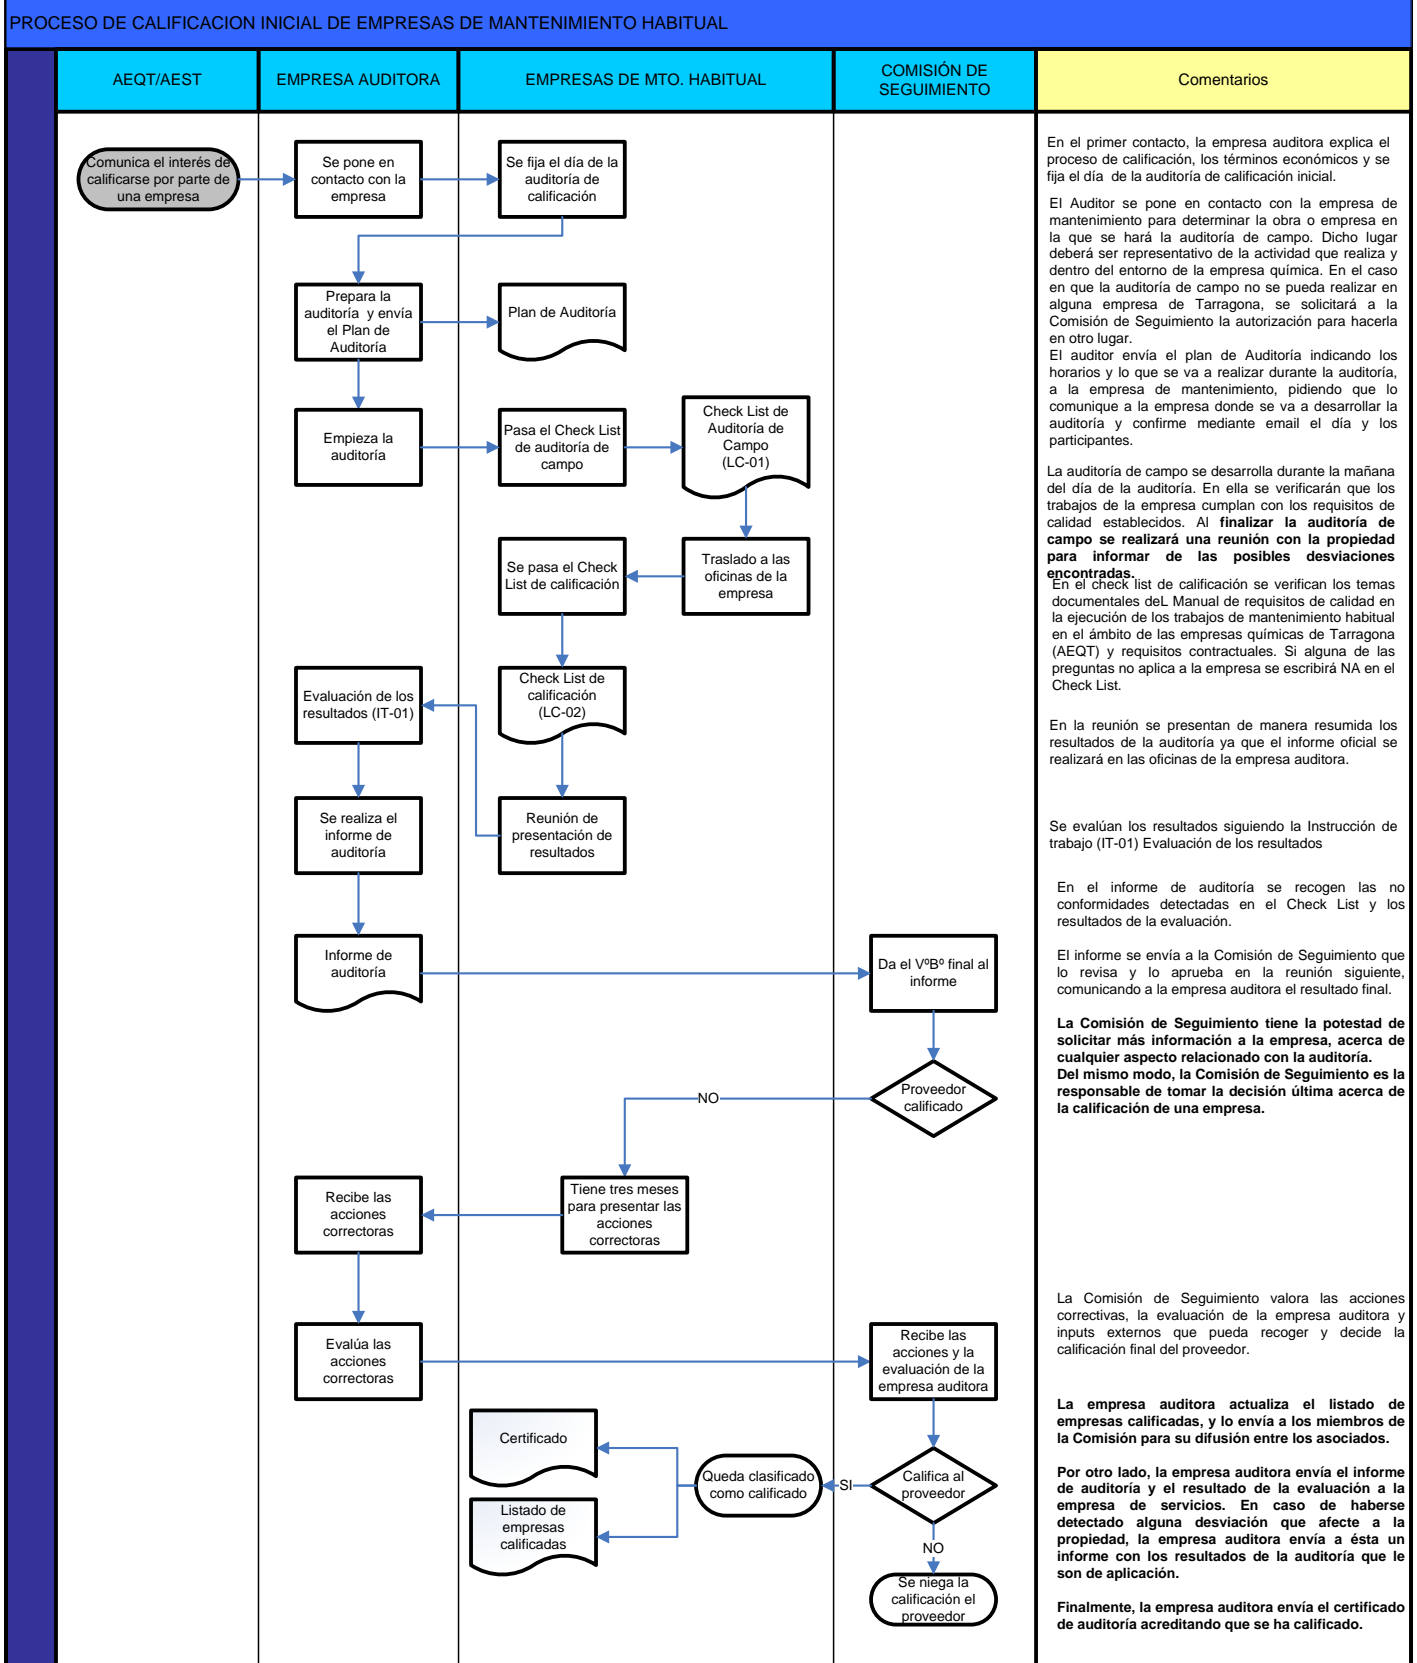 PROCESO DE CALIFICACION INICIAL DE EMPRESAS DE MANTENIMIENTO HABITUAL
AEQT/AEST
EMPRESA AUDITORA
EMPRESAS DE MTO. HABITUAL
COMISIÓN DE
SEGUIMIENTO
Comentarios
Comunica el interés de
calificarse por parte de
una empresa
Se pone en
contacto con la
empresa
Se fija el día de la
auditoría de
calificación
Prepara la
auditoría y envía
el Plan de
Auditoría
Plan de Auditoría
Empieza la
auditoría
Pasa el Check List
de auditoría de
campo
Check List de
Auditoría de
Campo
(LC-01)
Se pasa el Check
List de calificación
Traslado a las
oficinas de la
empresa
Evaluación de los
resultados (IT-01)
Check List de
calificación
(LC-02)
Se realiza el
informe de
auditoría
Reunión de
presentación de
resultados
Informe de
auditoría
Da el VºBº final al
informe
Proveedor
calificado
NO
Recibe las
acciones
correctoras
Tiene tres meses
para presentar las
acciones
correctoras
Evalúa las
acciones
correctoras
Recibe las
acciones y la
evaluación de la
empresa auditora
Certificado
Listado de
empresas
calificadas
Queda clasificado
como calificado
SI
Califica al
proveedor
NO
Se niega la
calificación el
proveedor
En el primer contacto, la empresa auditora explica el
proceso de calificación, los términos económicos y se
fija el día de la auditoría de calificación inicial.
El Auditor se pone en contacto con la empresa de
mantenimiento para determinar la obra o empresa en
la que se hará la auditoría de campo. Dicho lugar
deberá ser representativo de la actividad que realiza y
dentro del entorno de la empresa química. En el caso
en que la auditoría de campo no se pueda realizar en
alguna empresa de Tarragona, se solicitará a la
Comisión de Seguimiento la autorización para hacerla
en otro lugar.
El auditor envía el plan de Auditoría indicando los
horarios y lo que se va a realizar durante la auditoría,
a la empresa de mantenimiento, pidiendo que lo
comunique a la empresa donde se va a desarrollar la
auditoría y confirme mediante email el día y los
participantes.
La auditoría de campo se desarrolla durante la mañana
del día de la auditoría. En ella se verificarán que los
trabajos de la empresa cumplan con los requisitos de
calidad establecidos. Al finalizar la auditoría de
campo se realizará una reunión con la propiedad
para informar de las posibles desviaciones
encontradas.
En el check list de calificación se verifican los temas
documentales deL Manual de requisitos de calidad en
la ejecución de los trabajos de mantenimiento habitual
en el ámbito de las empresas químicas de Tarragona
(AEQT) y requisitos contractuales. Si alguna de las
preguntas no aplica a la empresa se escribirá NA en el
Check List.
En la reunión se presentan de manera resumida los
resultados de la auditoría ya que el informe oficial se
realizará en las oficinas de la empresa auditora.
Se evalúan los resultados siguiendo la Instrucción de
trabajo (IT-01) Evaluación de los resultados
En el informe de auditoría se recogen las no
conformidades detectadas en el Check List y los
resultados de la evaluación.
El informe se envía a la Comisión de Seguimiento que
lo revisa y lo aprueba en la reunión siguiente,
comunicando a la empresa auditora el resultado final.
La Comisión de Seguimiento tiene la potestad de
solicitar más información a la empresa, acerca de
cualquier aspecto relacionado con la auditoría.
Del mismo modo, la Comisión de Seguimiento es la
responsable de tomar la decisión última acerca de
la calificación de una empresa.
La Comisión de Seguimiento valora las acciones
correctivas, la evaluación de la empresa auditora y
inputs externos que pueda recoger y decide la
calificación final del proveedor.
La empresa auditora actualiza el listado de
empresas calificadas, y lo envía a los miembros de
la Comisión para su difusión entre los asociados.
Por otro lado, la empresa auditora envía el informe
de auditoría y el resultado de la evaluación a la
empresa de servicios. En caso de haberse
detectado alguna desviación que afecte a la
propiedad, la empresa auditora envía a ésta un
informe con los resultados de la auditoría que le
son de aplicación.
Finalmente, la empresa auditora envía el certificado
de auditoría acreditando que se ha calificado.